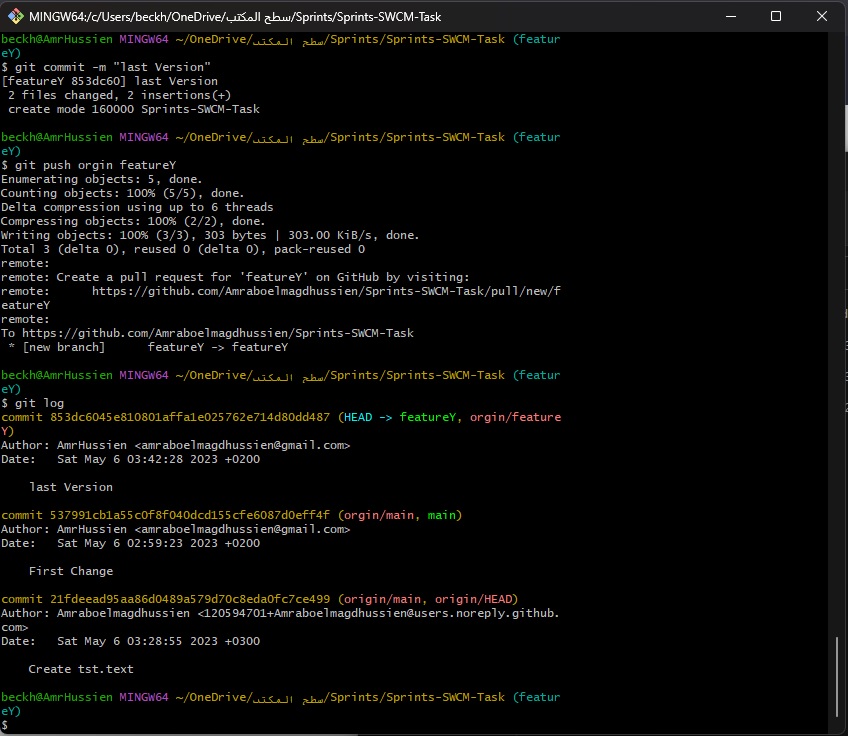 MINGW64:/c/Users/beckh/OneDrive/سطح المكتب/Sprints/Sprints-SWCM-Task
beckh@AmrHussien MINGW64 ~/OneDrive/سطح المكتب/Sprints/Sprints-SWCM-Task (featur
eY)
$ git commit -m "last Version"
[featureY 853dc60] last Version
 2 files changed, 2 insertions(+)
 create mode 160000 Sprints-SWCM-Task
beckh@AmrHussien MINGW64 ~/OneDrive/سطح المكتب/Sprints/Sprints-SWCM-Task (featur
eY)
$ git push orgin featureY
Enumerating objects: 5, done.
Counting objects: 100% (5/5), done.
Delta compression using up to 6 threads
Compressing objects: 100% (2/2), done.
Writing objects: 100% (3/3), 303 bytes | 303.00 KiB/s, done.
Total 3 (delta 0), reused 0 (delta 0), pack-reused 0
remote:
remote: Create a pull request for 'featureY' on GitHub by visiting:
remote:      https://github.com/Amraboelmagdhussien/Sprints-SWCM-Task/pull/new/f
eatureY
remote:
To https://github.com/Amraboelmagdhussien/Sprints-SWCM-Task
 * [new branch]      featureY -> featureY
beckh@AmrHussien MINGW64 ~/OneDrive/سطح المكتب/Sprints/Sprints-SWCM-Task (featur
eY)
$ git log
commit 853dc6045e810801affa1e025762e714d80dd487 (HEAD -> featureY, orgin/feature
Y)
Author: AmrHussien <amraboelmagdhussien@gmail.com>
Date:   Sat May 6 03:42:28 2023 +0200
    last Version
commit 537991cb1a55c0f8f040dcd155cfe6087d0eff4f (orgin/main, main)
Author: AmrHussien <amraboelmagdhussien@gmail.com>
Date:   Sat May 6 02:59:23 2023 +0200
    First Change
commit 21fdeead95aa86d0489a579d70c8eda0fc7ce499 (origin/main, origin/HEAD)
Author: Amraboelmagdhussien <120594701+Amraboelmagdhussien@users.noreply.github.
com>
Date:   Sat May 6 03:28:55 2023 +0300
    Create tst.text
beckh@AmrHussien MINGW64 ~/OneDrive/سطح المكتب/Sprints/Sprints-SWCM-Task (featur
eY)
$